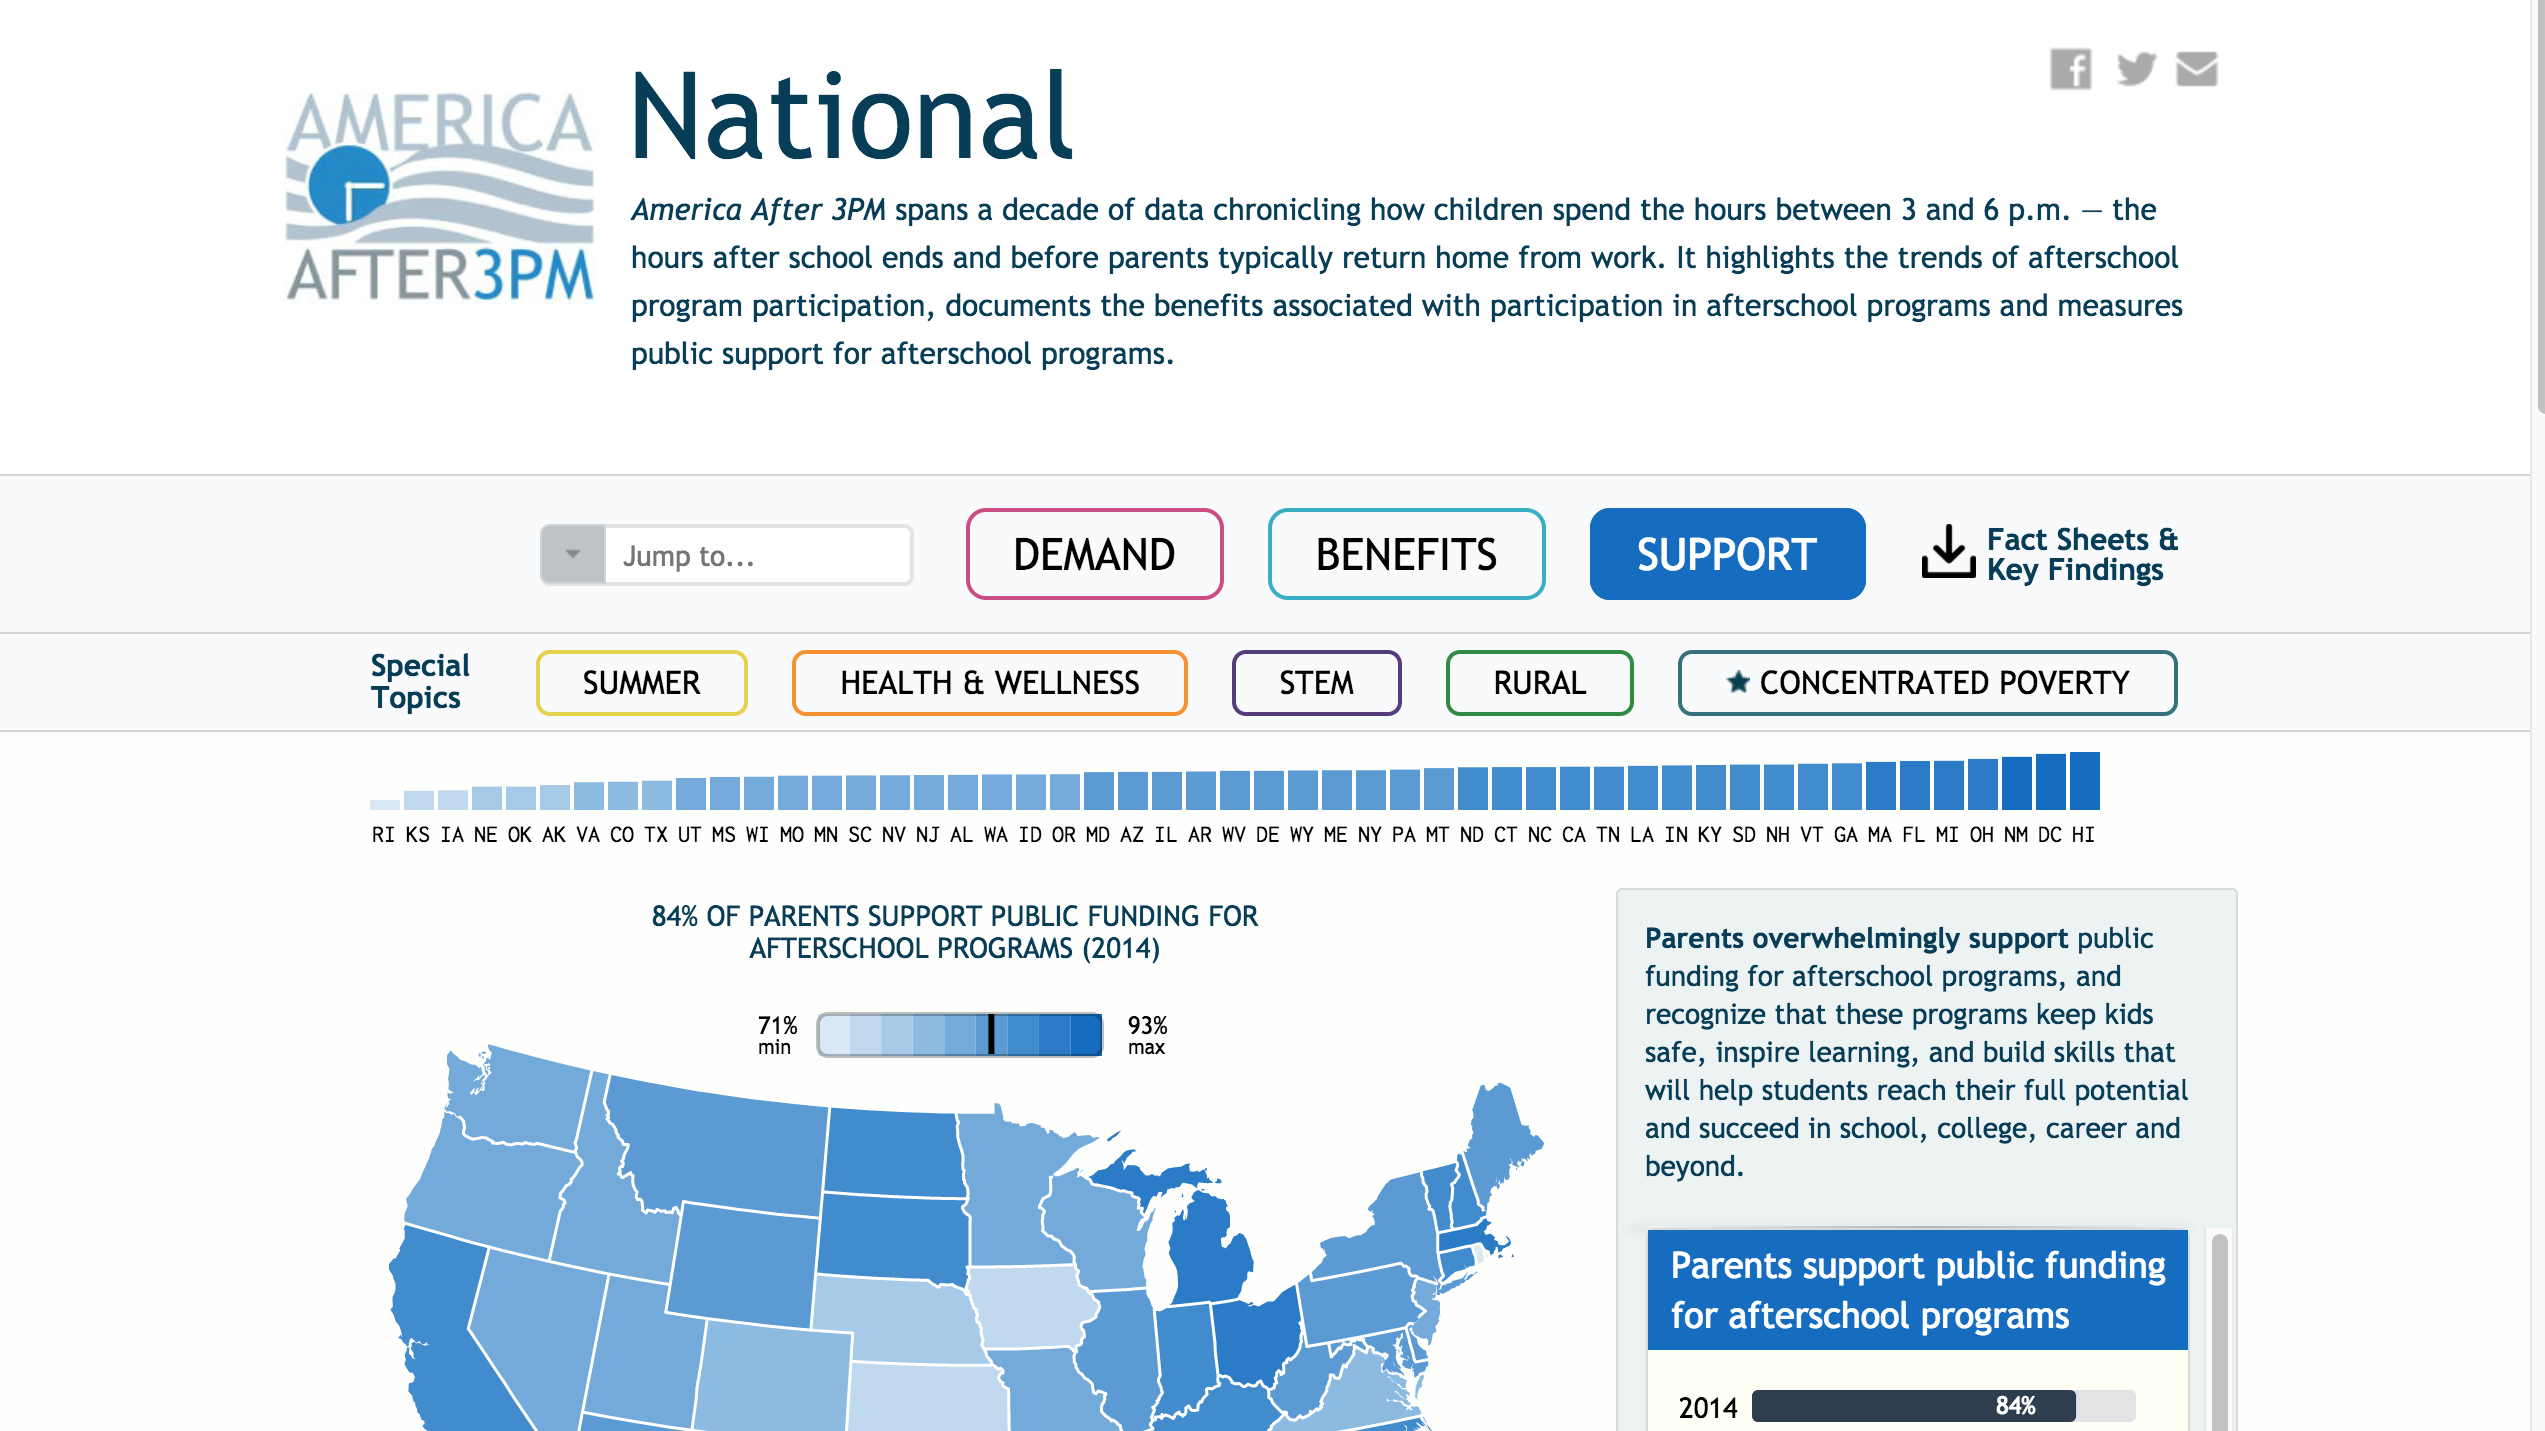 AMERICA
AFTER3PM
National
America After 3PM spans a decade of data chronicling how children spend the hours between 3 and 6 p.m. — the
hours after school ends and before parents typically return home from work. It highlights the trends of afterschool
program participation, documents the benefits associated with participation in afterschool programs and measures
public support for afterschool programs.
Jump to...
DEMAND
BENEFITS
SUPPORT
Fact Sheets &
Key Findings
Special
Topics
SUMMER
HEALTH & WELLNESS
STEM
RURAL
CONCENTRATED POVERTY
RI KS IA NE OK AK VA CO TX UT MS WI MO MN SC NV NJ AL WA ID OR MD AZ IL AR WV DE WY ME NY PA MT ND CT NC CA TN LA IN KY SD NH VT GA MA FL MI OH NM DC HI
84% OF PARENTS SUPPORT PUBLIC FUNDING FOR
AFTERSCHOOL PROGRAMS (2014)
71%
min
93%
max
Parents overwhelmingly support public
funding for afterschool programs, and
recognize that these programs keep kids
safe, inspire learning, and build skills that
will help students reach their full potential
and succeed in school, college, career and
beyond.
Parents support public funding
for afterschool programs
2014 84%